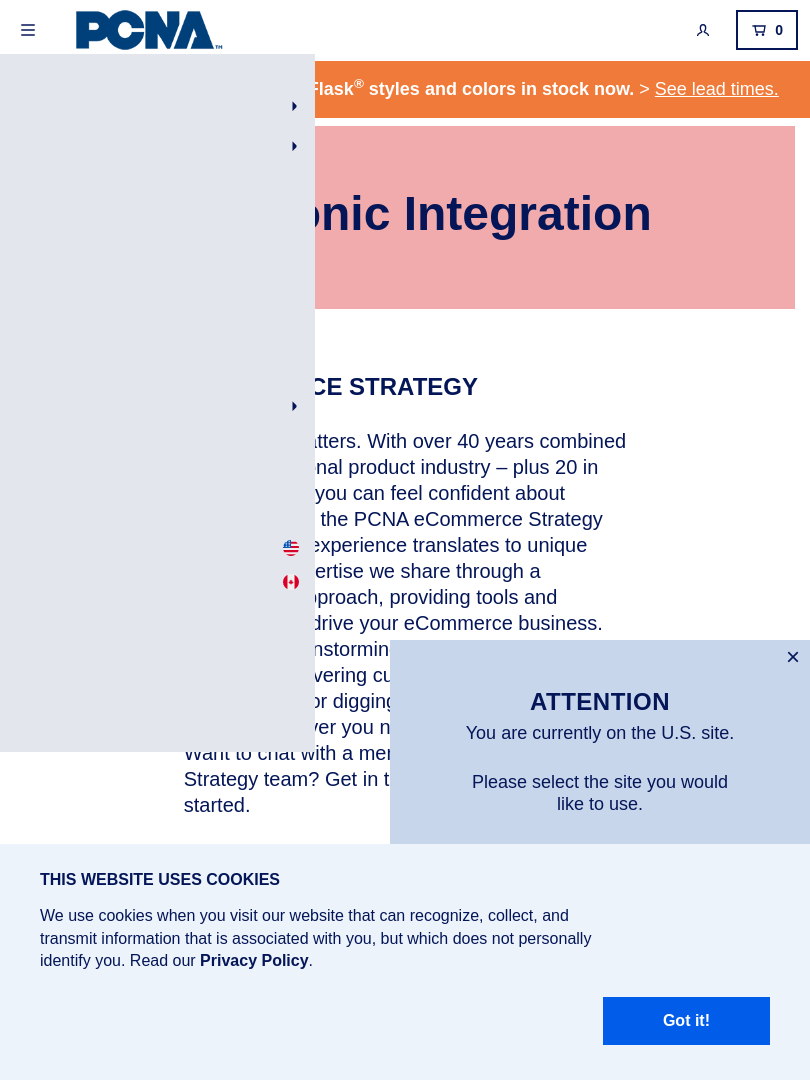 PCNA™
0
Flask® styles and colors in stock now. > See lead times.
onic Integration
CE STRATEGY
atters. With over 40 years combined
onal product industry – plus 20 in
you can feel confident about
the PCNA eCommerce Strategy
experience translates to unique
ertise we share through a
pproach, providing tools and
drive your eCommerce business.
instorming
vering cu
or digging
ver you n
Want to chat with a mer
Strategy team? Get in t
started.
×
ATTENTION
You are currently on the U.S. site.
Please select the site you would
like to use.
THIS WEBSITE USES COOKIES
We use cookies when you visit our website that can recognize, collect, and
transmit information that is associated with you, but which does not personally
identify you. Read our Privacy Policy.
Got it!